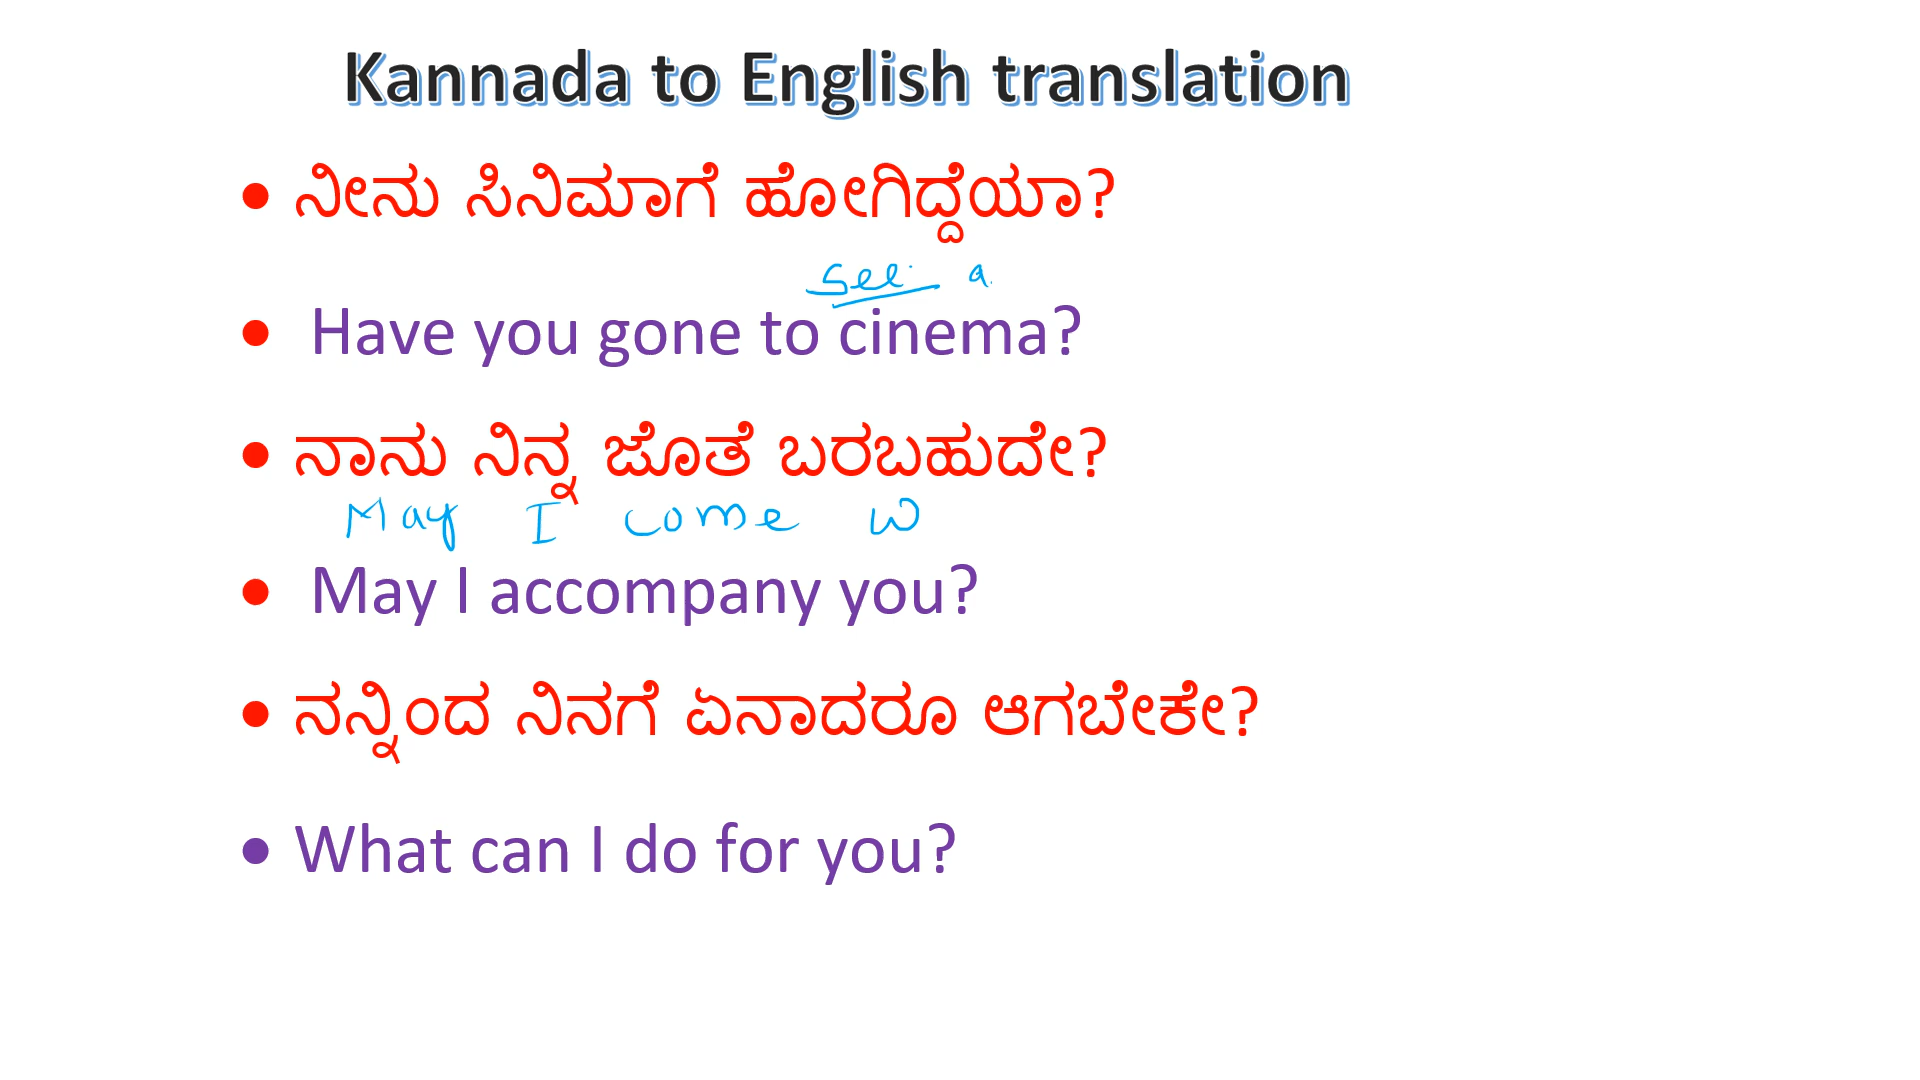 Kannada to English translation
ನೀನು ಸಿನಿಮಾಗೆ ಹೋಗಿದ್ದೆಯಾ?
see a
Have you gone to cinema?
ನಾನು ನಿನ್ನ ಜೊತೆ ಬರಬಹುದೇ?
May I come w
May I accompany you?
ನನ್ನಿಂದ ನಿನಗೆ ಏನಾದರೂ ಆಗಬೇಕೇ?
What can I do for you?